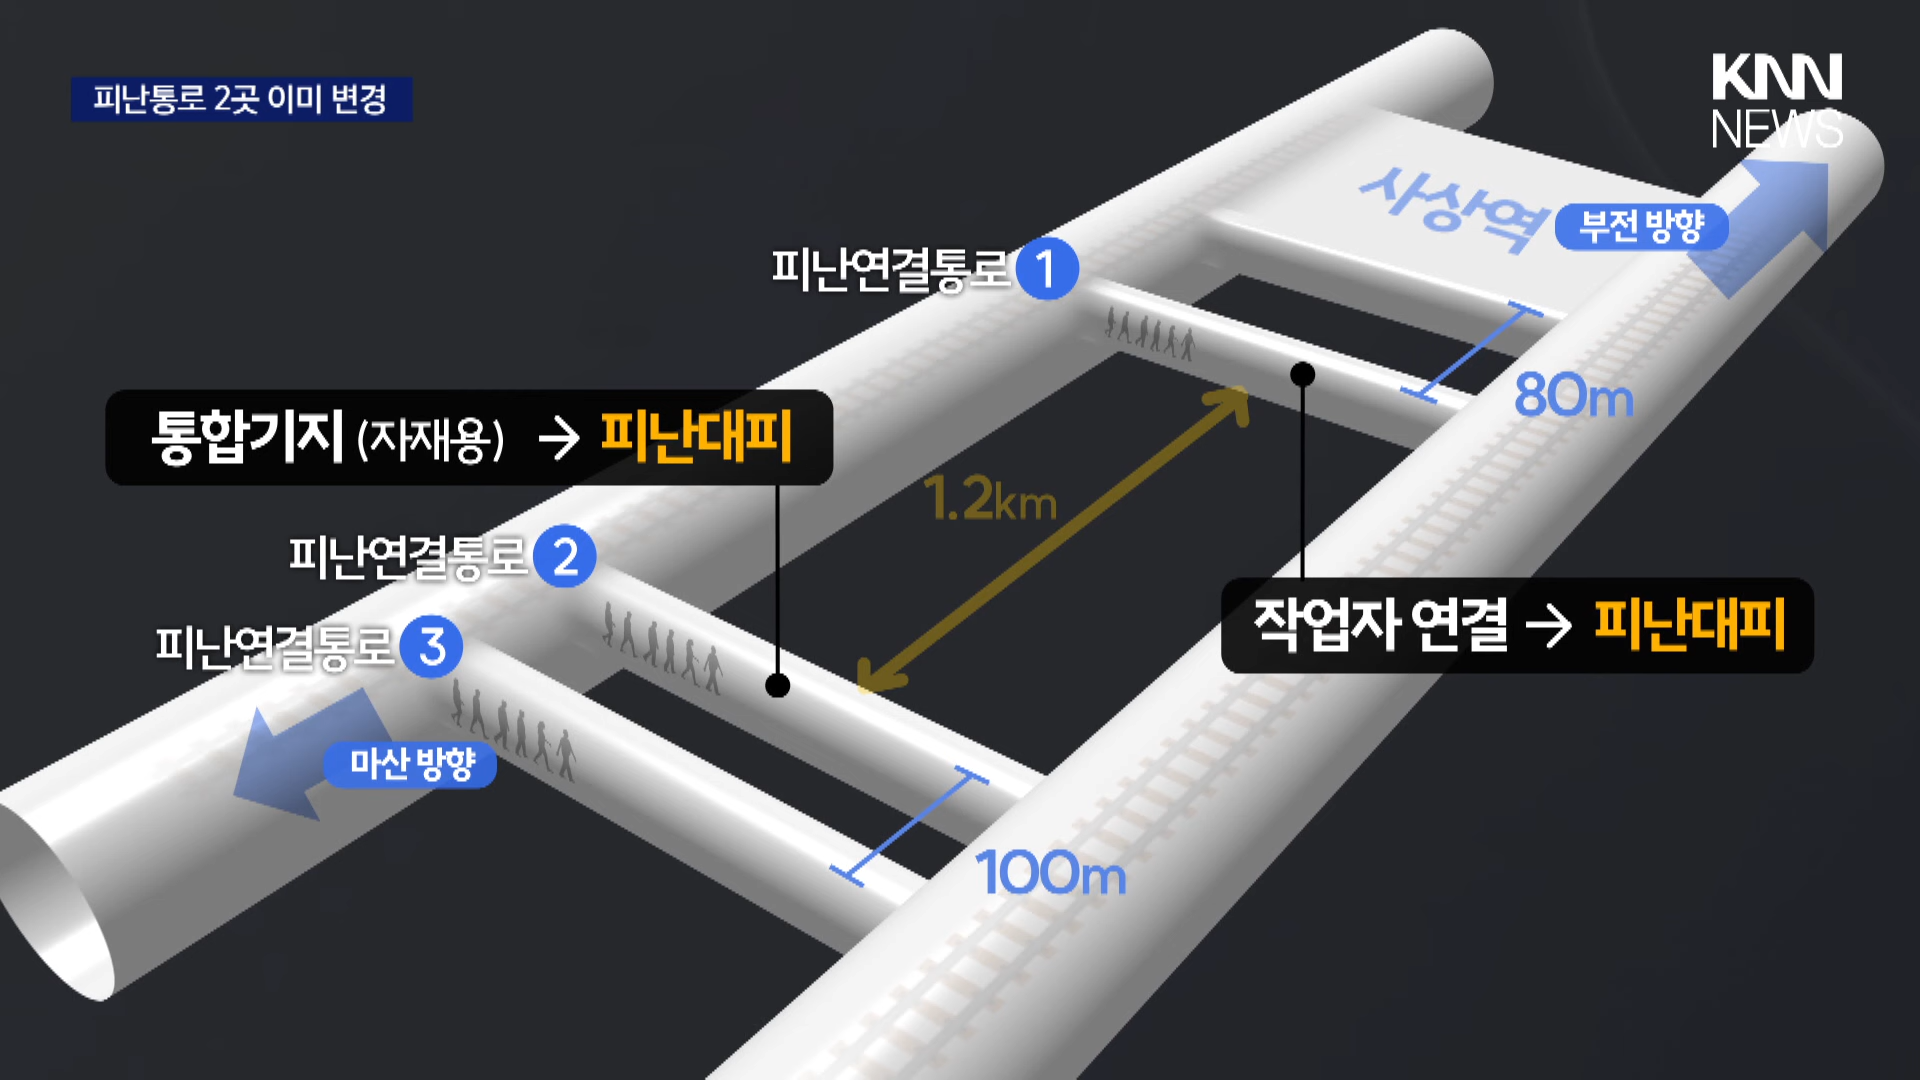 피난통로 2곳 이미 변경
KNN
NEWS
사상역
부전 방향
피난연결통로 1
80m
통합기지 (자재용) → 피난대피
1.2km
피난연결통로 2
작업자 연결 → 피난대피
피난연결통로 3
마산 방향
100m